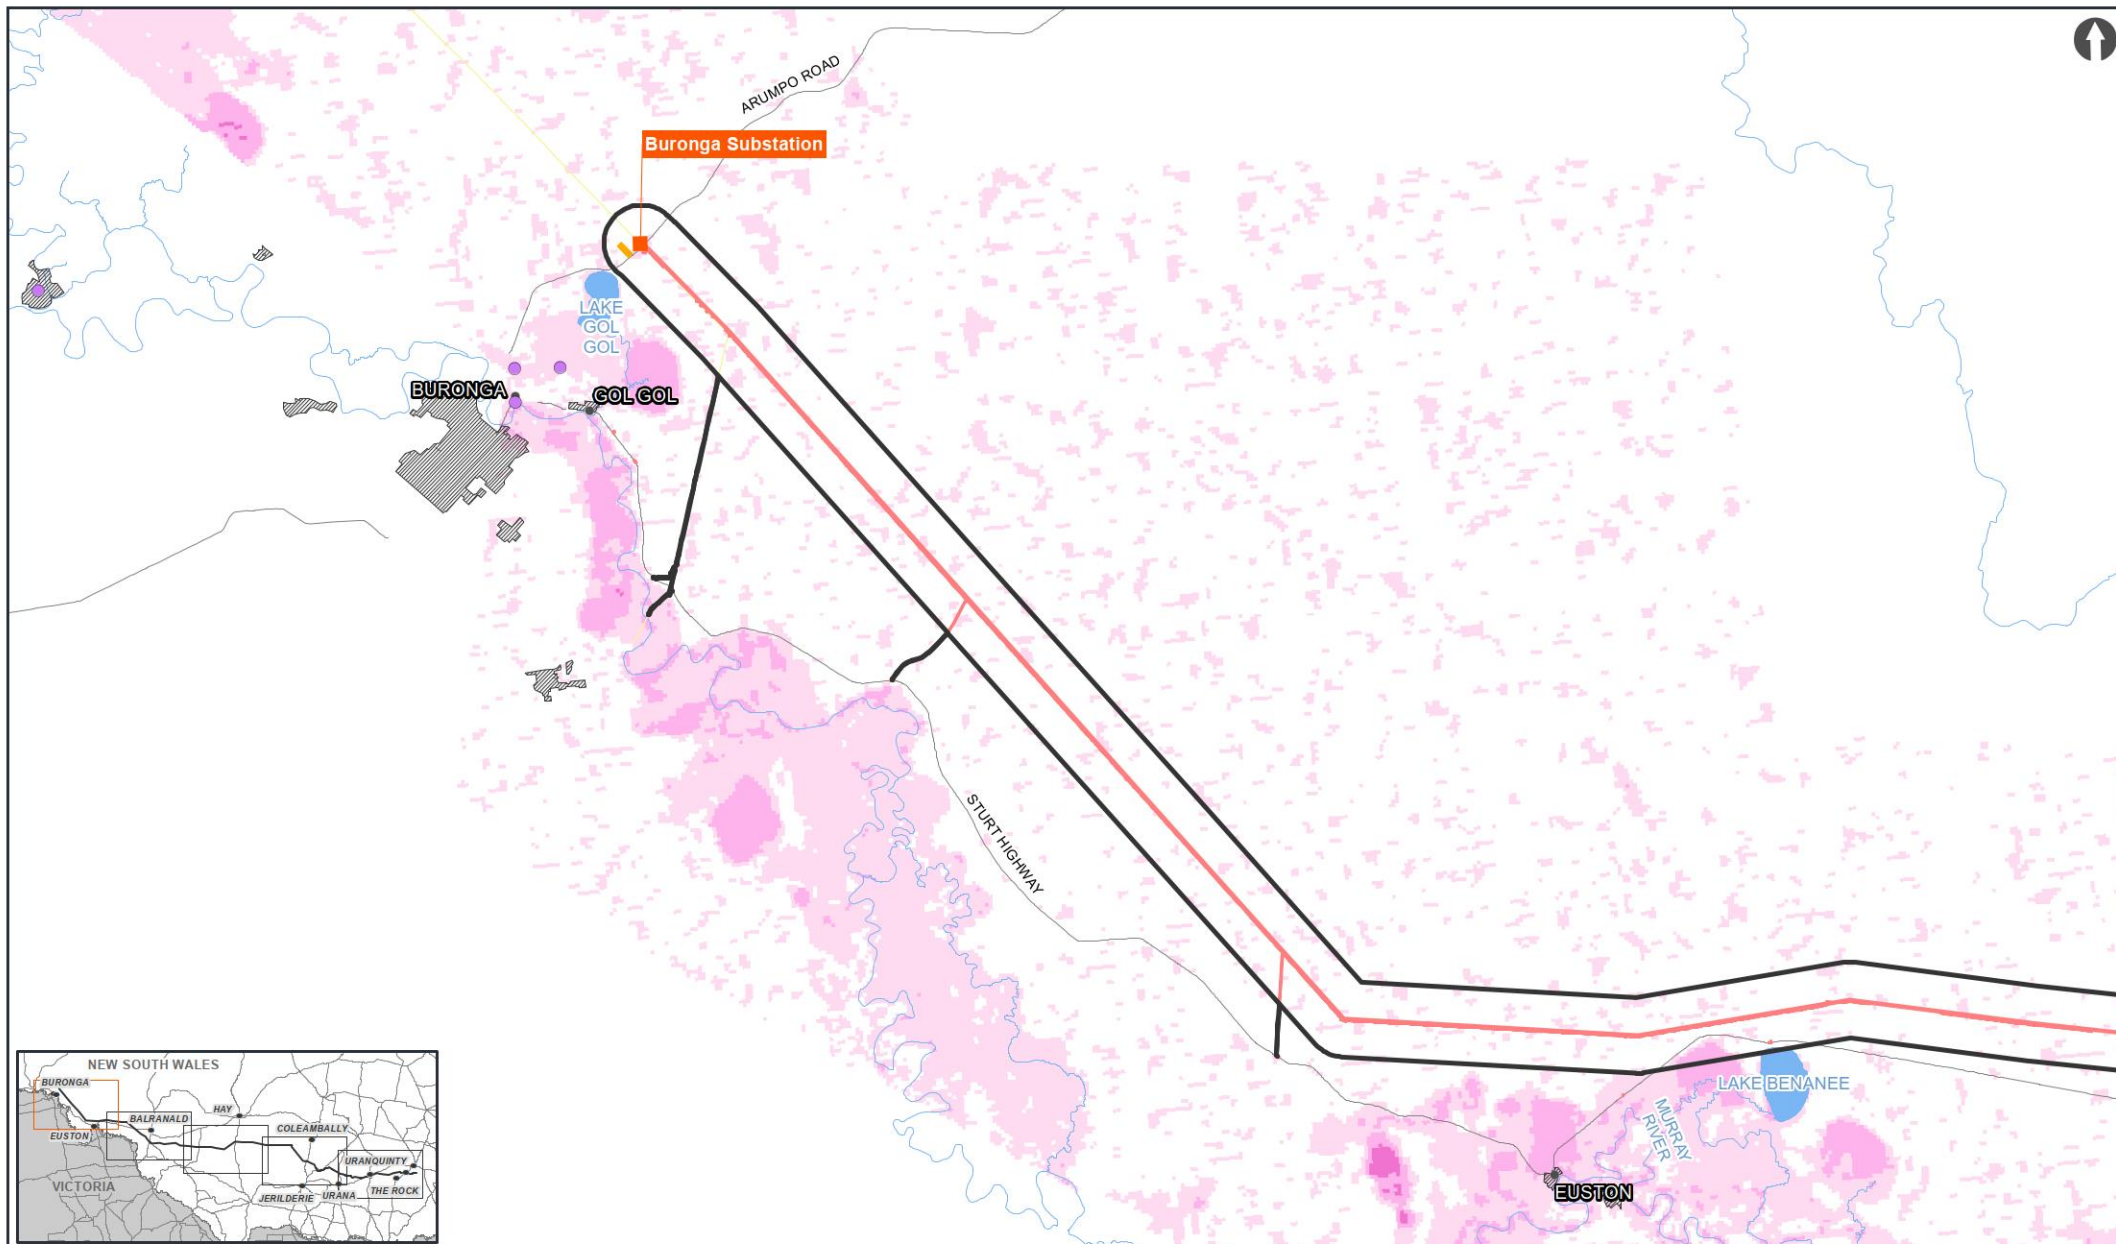 ARUMPO ROAD
Buronga Substation
LAKE
GOL
GOL
BURONGA
GOL GOL
STURT HIGHWAY
LAKE BENANEE
MURRAY
RIVER
EUSTON
NEW SOUTH WALES
BURONGA
HAY
BALRANALD
EUSTON
COLEAMBALLY
URANQUINTY
VICTORIA
JERILDERIE
URANA
THE ROCK